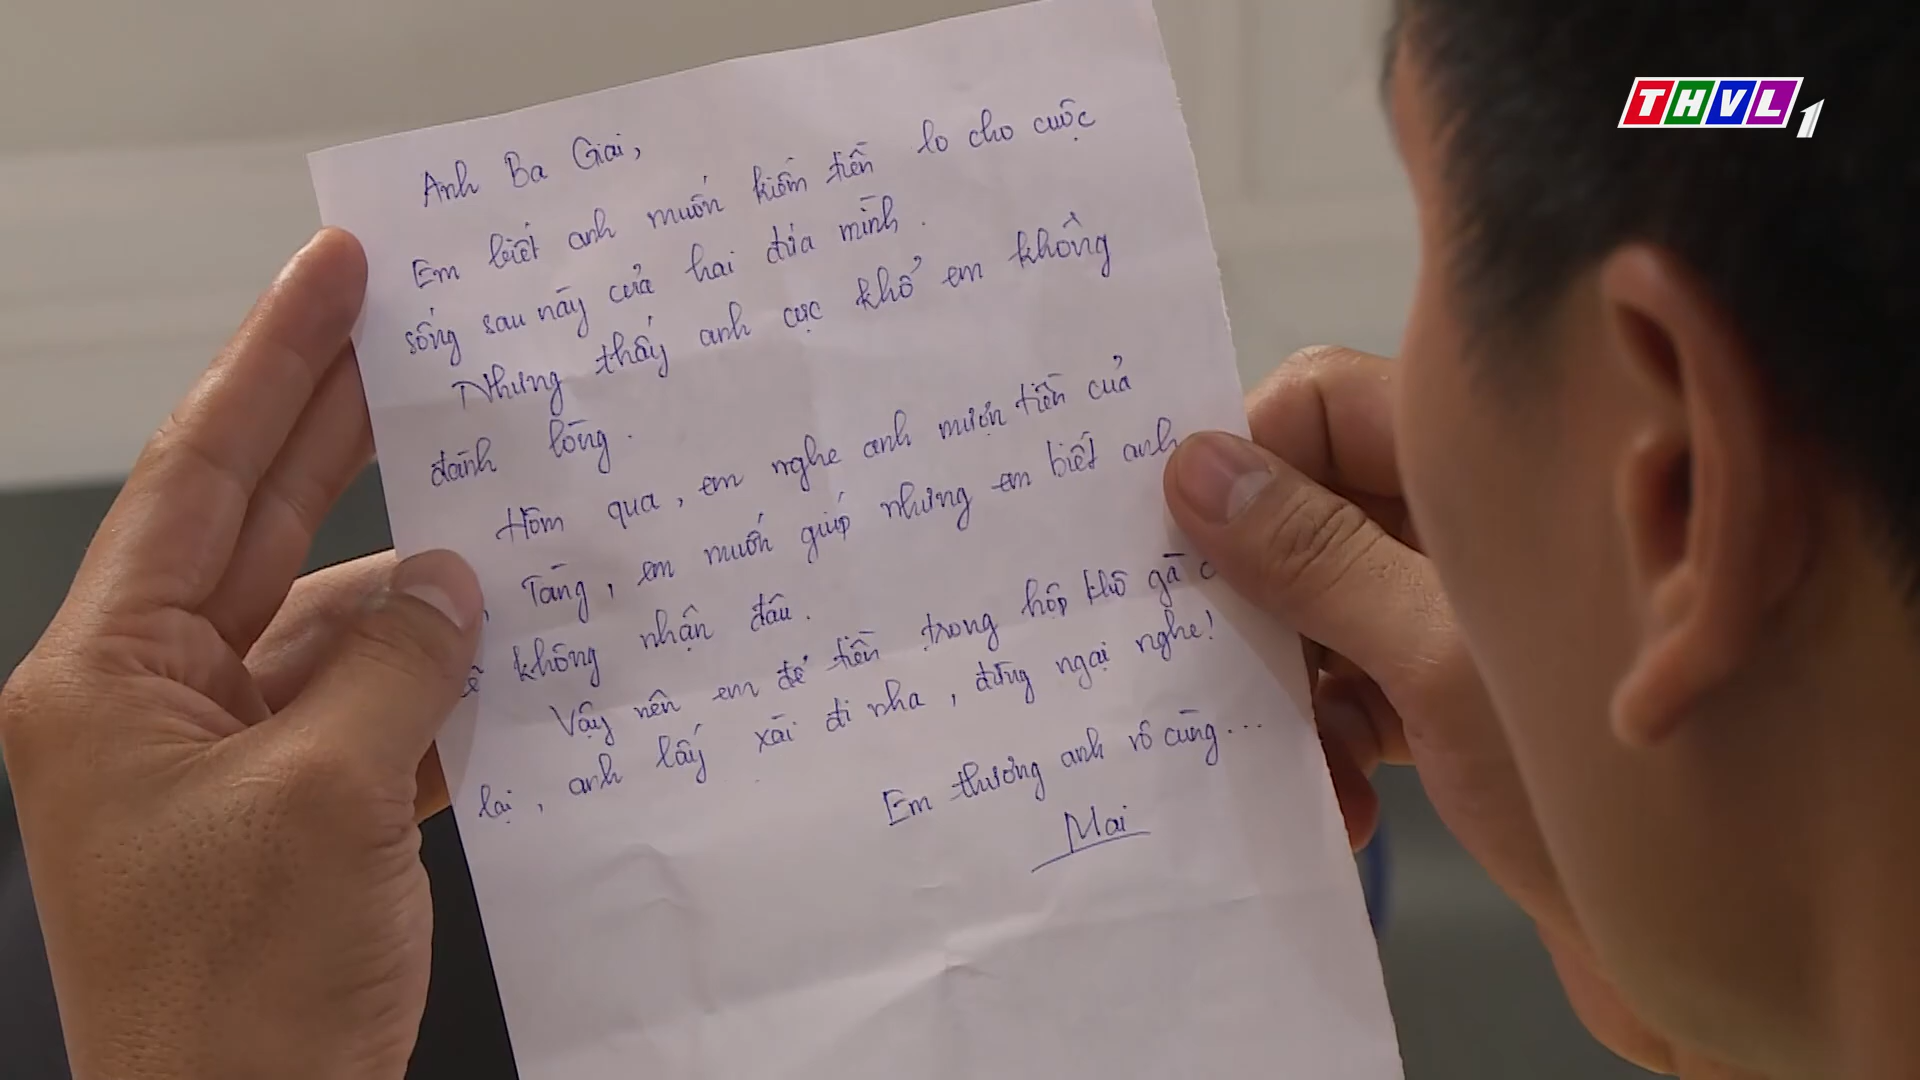 THVL1
Anh Ba Giai,
Em biết anh muốn kiếm tiền lo cho cuộc
sống sau này của hai đứa mình.
Nhưng thấy anh cực khổ em không
đành lòng.
Hôm qua, em nghe anh mượn tiền của
Tàng, em muốn giúp nhưng em biết anh
không nhận đâu.
Vậy nên em để tiền trong hộp khô gà
lại, anh lấy xài đi nha, đừng ngại nghe!
Em thương anh vô cùng...
Mai